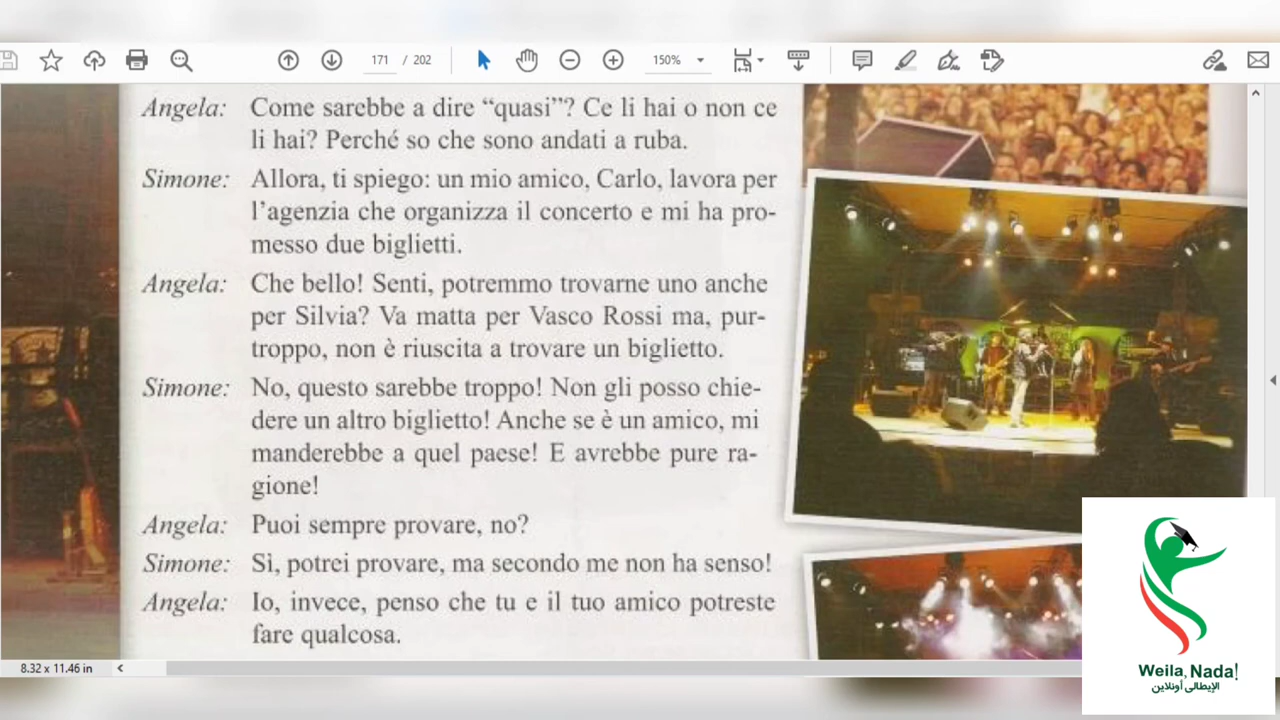 171 / 202
150%
Angela: Come sarebbe a dire “quasi”? Ce li hai o non ce
li hai? Perché so che sono andati a ruba.
Simone: Allora, ti spiego: un mio amico, Carlo, lavora per
l’agenzia che organizza il concerto e mi ha pro-
messo due biglietti.
Angela: Che bello! Senti, potremmo trovarne uno anche
per Silvia? Va matta per Vasco Rossi ma, pur-
troppo, non è riuscita a trovare un biglietto.
Simone: No, questo sarebbe troppo! Non gli posso chie-
dere un altro biglietto! Anche se è un amico, mi
manderebbe a quel paese! E avrebbe pure ra-
gione!
Angela: Puoi sempre provare, no?
Simone: Sì, potrei provare, ma secondo me non ha senso!
Angela: Io, invece, penso che tu e il tuo amico potreste
fare qualcosa.
8.32 x 11.46 in
Weila, Nada!
الإيطالى أونلاين